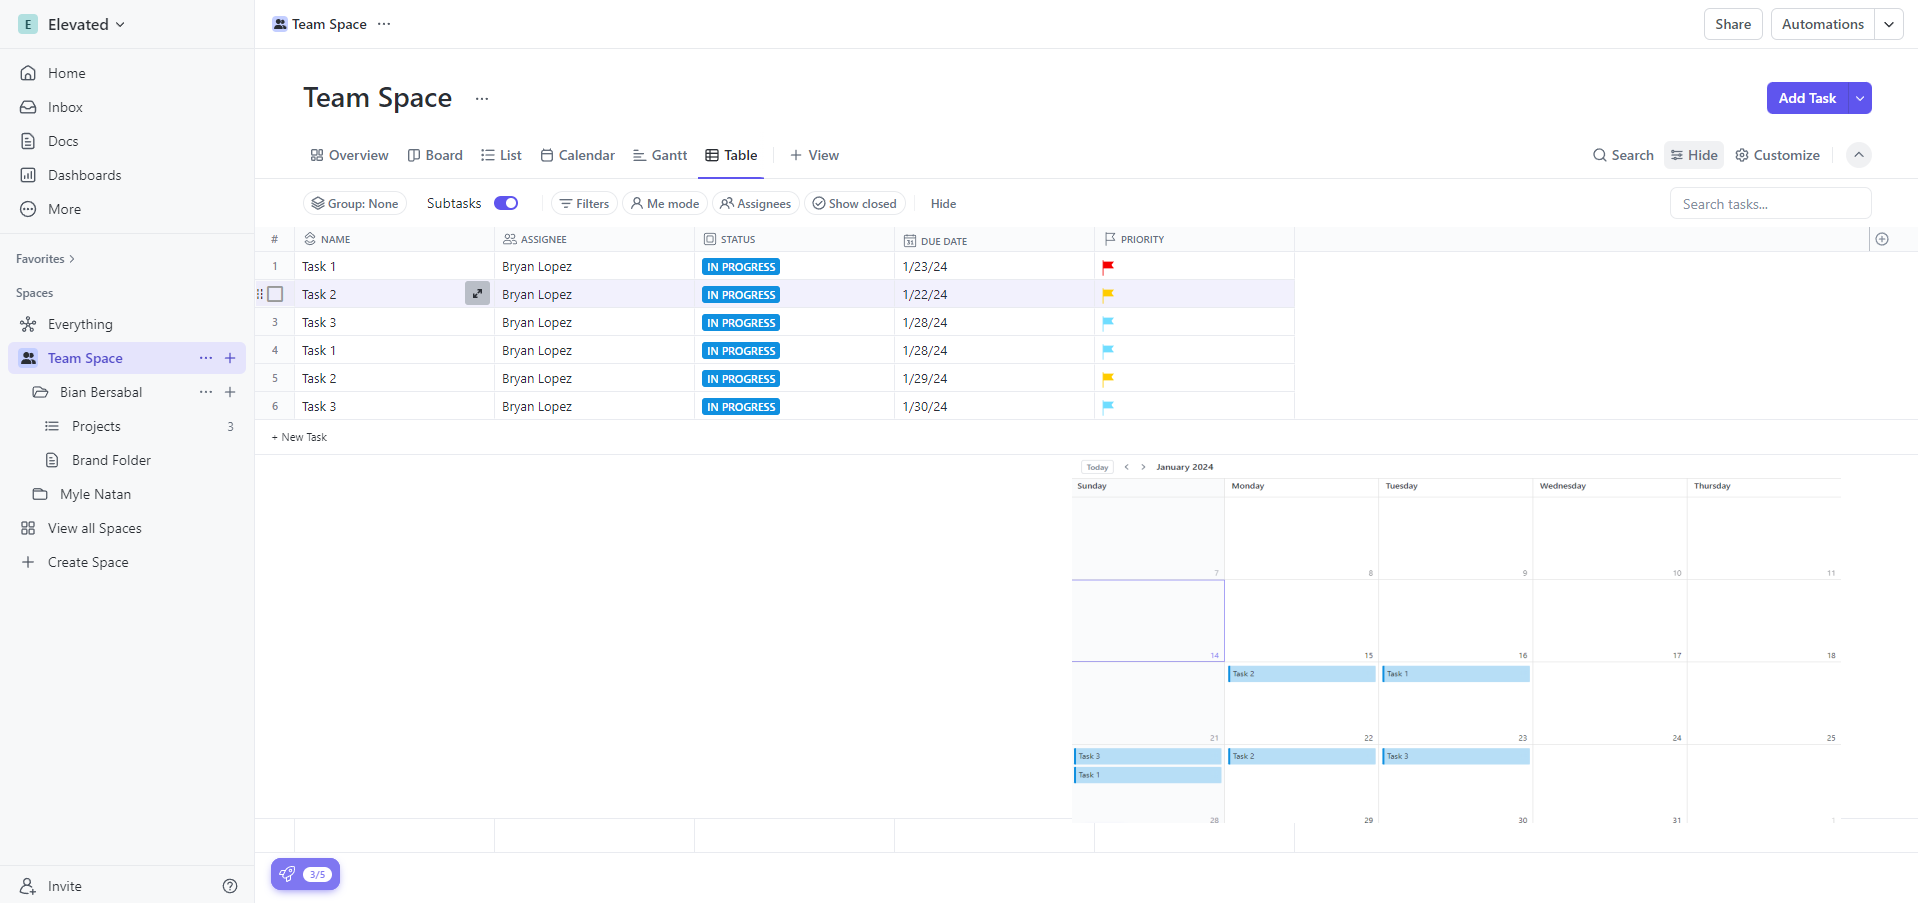 E Elevated
Team Space ...
Share
Automations
Home
Inbox
Docs
Dashboards
More
Favorites
Spaces
Everything
Team Space ... +
Bian Bersabal ... +
Projects 3
Brand Folder
Myle Natan
View all Spaces
+ Create Space
Invite
Team Space ...
Add Task
Overview
Board
List
Calendar
Gantt
Table
+ View
Search
Hide
Customize
Group: None
Subtasks
Filters
Me mode
Assignees
Show closed
Hide
Search tasks...
# NAME ASSIGNEE STATUS 31 DUE DATE PRIORITY
1 Task 1 Bryan Lopez IN PROGRESS 1/23/24
Task 2 Bryan Lopez IN PROGRESS 1/22/24
3 Task 3 Bryan Lopez IN PROGRESS 1/28/24
4 Task 1 Bryan Lopez IN PROGRESS 1/28/24
5 Task 2 Bryan Lopez IN PROGRESS 1/29/24
6 Task 3 Bryan Lopez IN PROGRESS 1/30/24
+ New Task
Today < > January 2024
Sunday Monday Tuesday Wednesday Thursday
7 8 9 10 11
14 15 16 17 18
Task 2 Task 1
21 22 23 24 25
Task 3 Task 2 Task 3
Task 1
28 29 30 31 1
3/5